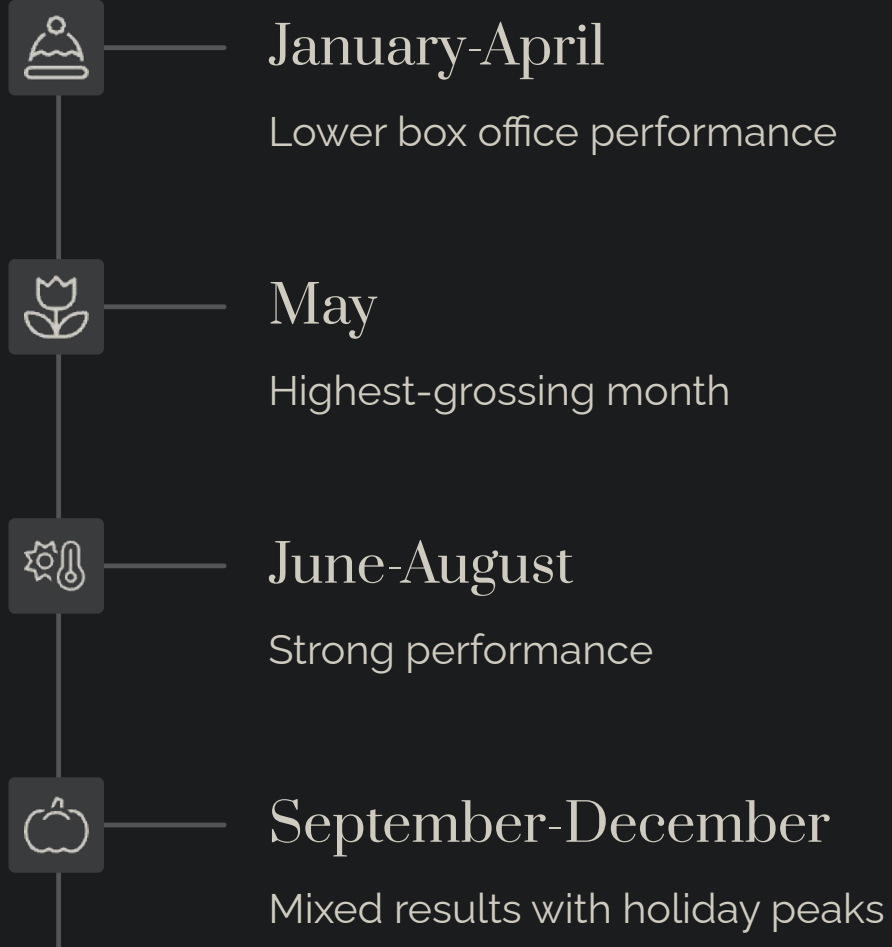 January-April
Lower box office performance
May
Highest-grossing month
June-August
Strong performance
September-December
Mixed results with holiday peaks